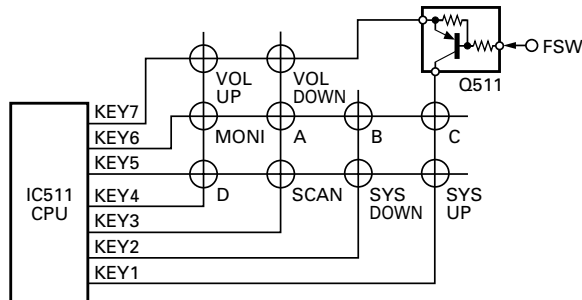 FSW
Q511
VOL
UP
VOL
DOWN
KEY7
KEY6
MONI
A
B
C
KEY5
IC511
CPU
KEY4
D
SCAN
SYS
DOWN
SYS
UP
KEY3
KEY2
KEY1